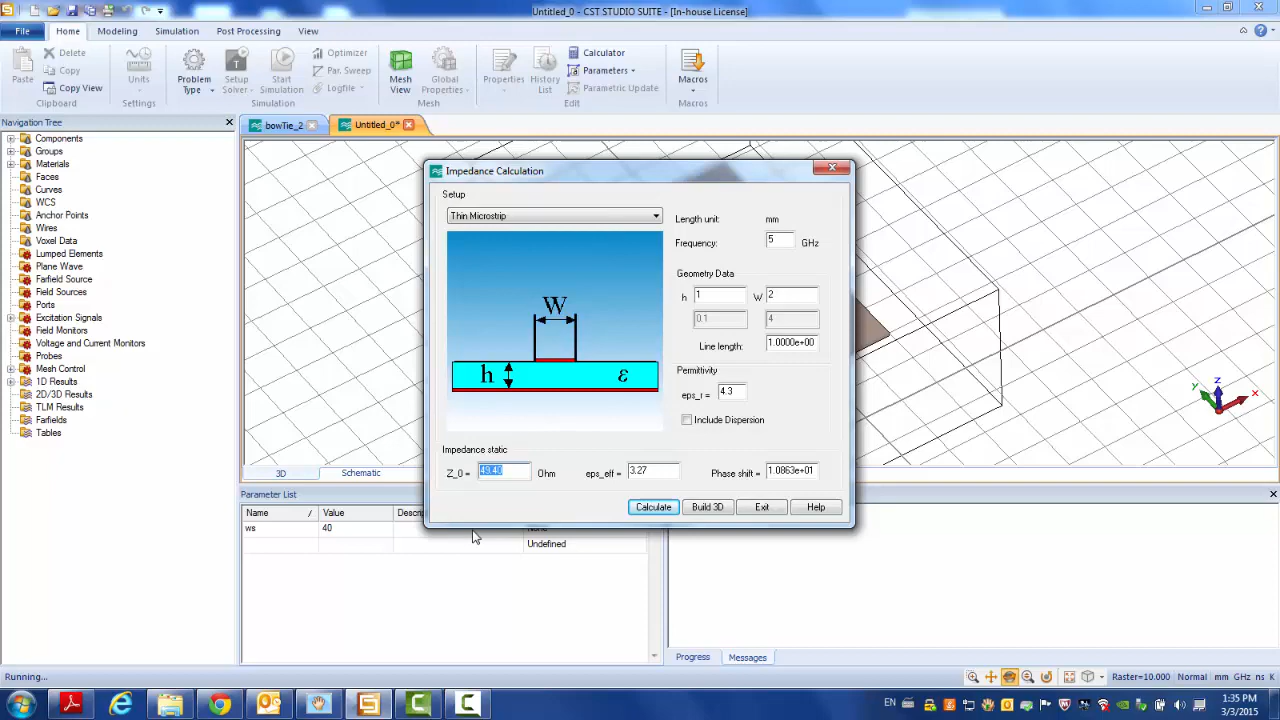 Untitled_0 - CST STUDIO SUITE - [In-house License]
File Home Modeling Simulation Post Processing View
Paste
Delete
Copy
Copy View
Clipboard
Units
Settings
Problem Type
Setup Solver
Start Simulation
Optimizer
Par. Sweep
Logfile
Simulation
Mesh View
Global Properties
Mesh
Properties
History List
Calculator
Parameters
Parametric Update
Edit
Macros
Macros
Navigation Tree
Components
Groups
Materials
Faces
Curves
WCS
Anchor Points
Wires
Voxel Data
Lumped Elements
Plane Wave
Farfield Source
Field Sources
Ports
Excitation Signals
Field Monitors
Voltage and Current Monitors
Probes
Mesh Control
1D Results
2D/3D Results
TLM Results
Farfields
Tables
bowTie_2 Untitled_0*
Impedance Calculation
Setup
Thin Microstrip
W
h ε
Length unit: mm
Frequency: 5 GHz
Geometry Data
h 1 W 2
0.1 4
Line length: 1.0000e+00
Permitivity
eps_r = 4.3
Include Dispersion
Impedance static
Z_0 = 49.40 Ohm eps_eff = 3.27 Phase shift = 1.0863e+01
Calculate Build 3D Exit Help
z
y
x
3D Schematic
Parameter List
Name / Value Descri
ws 40 None
Undefined
Progress Messages
Running...
Raster=10.000 Normal mm GHz ns K
EN
1:35 PM
3/3/2015